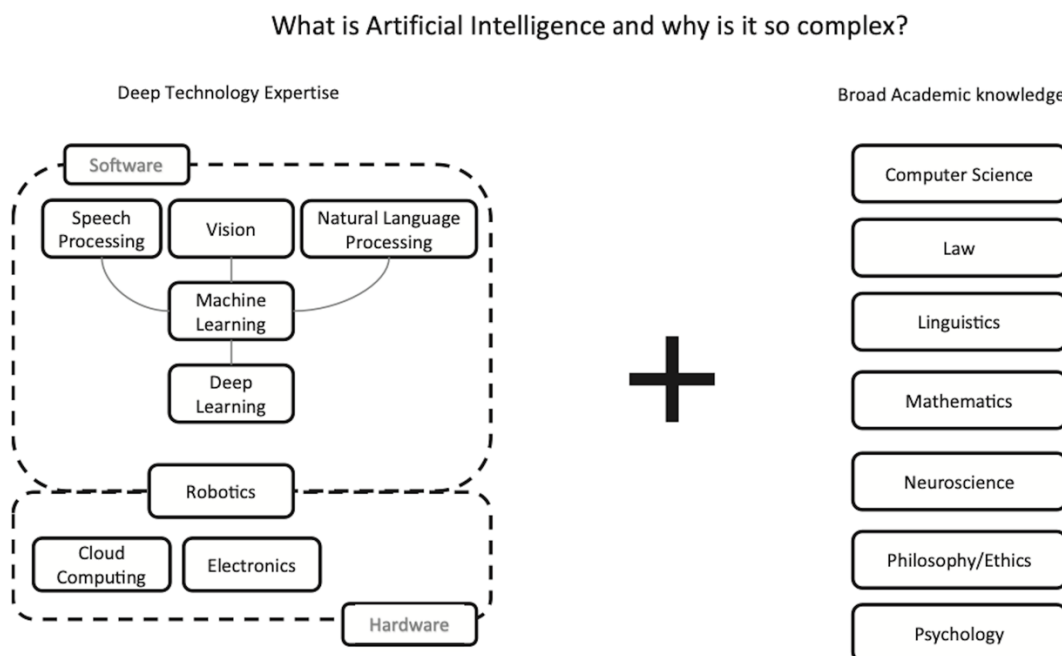 What is Artificial Intelligence and why is it so complex?
Deep Technology Expertise
Software
Speech
Processing
Vision
Natural Language
Processing
Machine
Learning
Deep
Learning
Robotics
Cloud
Computing
Electronics
Hardware
Broad Academic knowledge
Computer Science
Law
Linguistics
Mathematics
Neuroscience
Philosophy/Ethics
Psychology